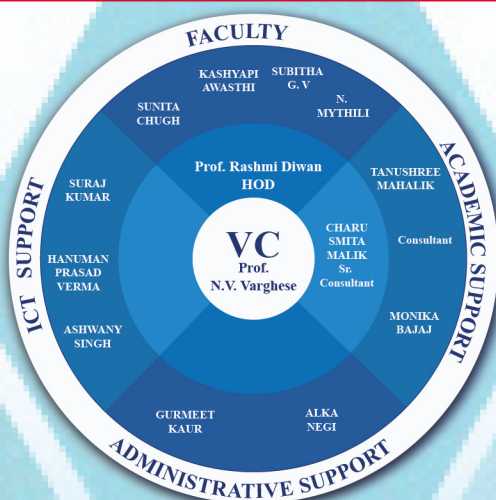 FACULTY
KASHYAPI
AWASTHI
SUBITHA
G. V
SUNITA
CHUGH
N.
MYTHILI
ICT SUPPORT
SURAJ
KUMAR
HANUMAN
PRASAD
VERMA
ASHWANY
SINGH
Prof. Rashmi Diwan
HOD
VC
Prof.
N.V. Varghese
CHARU
SMITA
MALIK
Sr.
Consultant
TANUSHREE
MAHALIK
Consultant
MONIKA
BAJAJ
ACADEMIC SUPPORT
GURMEET
KAUR
ALKA
NEGI
ADMINISTRATIVE SUPPORT